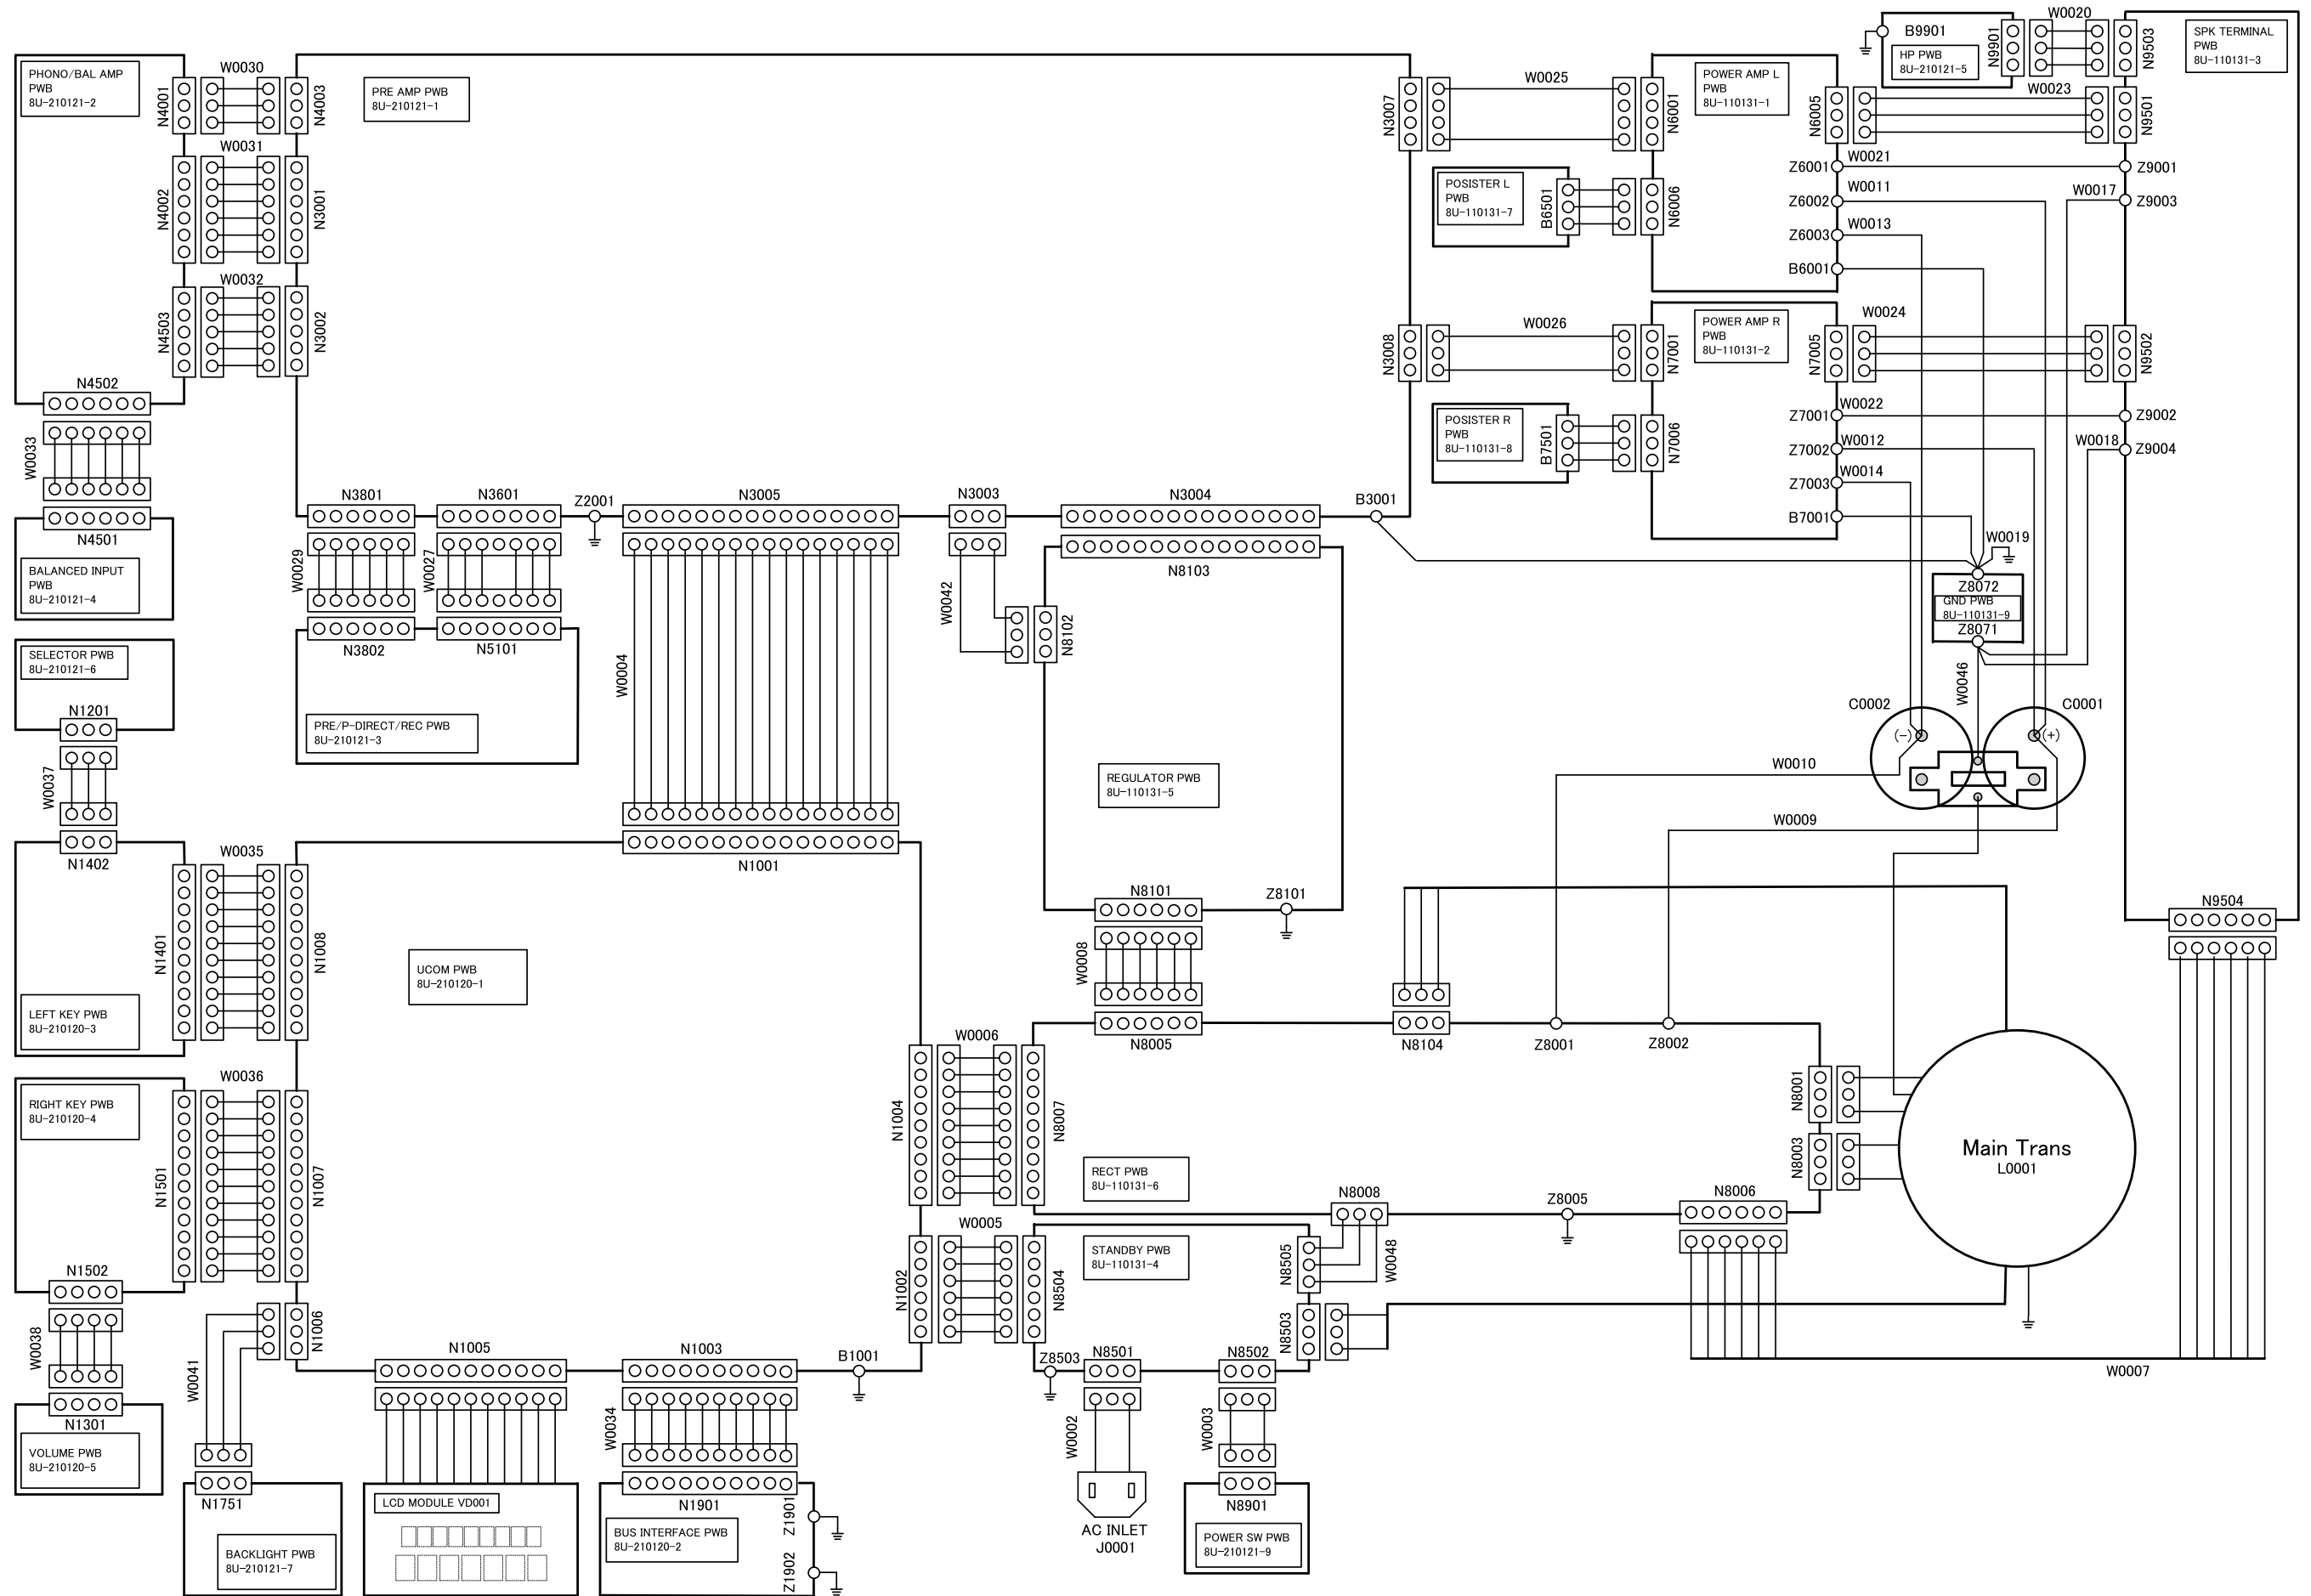 PHONO/BAL AMP
PWB
8U-210121-2
N4001
W0030
N4003
PRE AMP PWB
8U-210121-1
N4002
W0031
N3001
N4503
W0032
N3002
N4502
W0033
N4501
BALANCED INPUT
PWB
8U-210121-4
SELECTOR PWB
8U-210121-6
N1201
W0037
N1402
N3801
N3601
Z2001
N3005
N3003
N3004
B3001
W0029
W0027
N3802
N5101
PRE/P-DIRECT/REC PWB
8U-210121-3
W0004
W0042
N8103
N8102
REGULATOR PWB
8U-110131-5
N1001
N8101
Z8101
W0008
N3007
W0025
N6001
POWER AMP L
PWB
8U-110131-1
N6005
POSISTER L
PWB
8U-110131-7
B6501
N6006
Z6001
W0021
Z6002
W0011
Z6003
W0013
B6001
B9901
HP PWB
8U-210121-5
N9901
W0020
N9503
SPK TERMINAL
PWB
8U-110131-3
W0023
N9501
Z9001
W0017
Z9003
N3008
W0026
N7001
POWER AMP R
PWB
8U-110131-2
N7005
W0024
N9502
POSISTER R
PWB
8U-110131-8
B7501
N7006
Z7001
W0022
Z9002
Z7002
W0012
W0018
Z9004
Z7003
W0014
B7001
W0019
Z8072
GND PWB
8U-110131-9
Z8071
W0046
C0002
C0001
(-)
(+)
W0010
W0009
N9504
LEFT KEY PWB
8U-210120-3
N1401
W0035
N1008
UCOM PWB
8U-210120-1
RIGHT KEY PWB
8U-210120-4
N1501
W0036
N1007
N1502
W0038
N1301
VOLUME PWB
8U-210120-5
N1006
W0041
N1751
BACKLIGHT PWB
8U-210121-7
N1005
LCD MODULE VD001
N1003
W0034
N1901
BUS INTERFACE PWB
8U-210120-2
Z1901
Z1902
B1001
N1004
W0006
N8007
N8005
N8104
Z8001
Z8002
RECT PWB
8U-110131-6
N8001
N8003
Main Trans
L0001
N8008
Z8005
N8006
N1002
W0005
N8504
STANDBY PWB
8U-110131-4
N8505
W0048
N8503
Z8503
N8501
N8502
W0002
W0003
AC INLET
J0001
N8901
POWER SW PWB
8U-210121-9
W0007